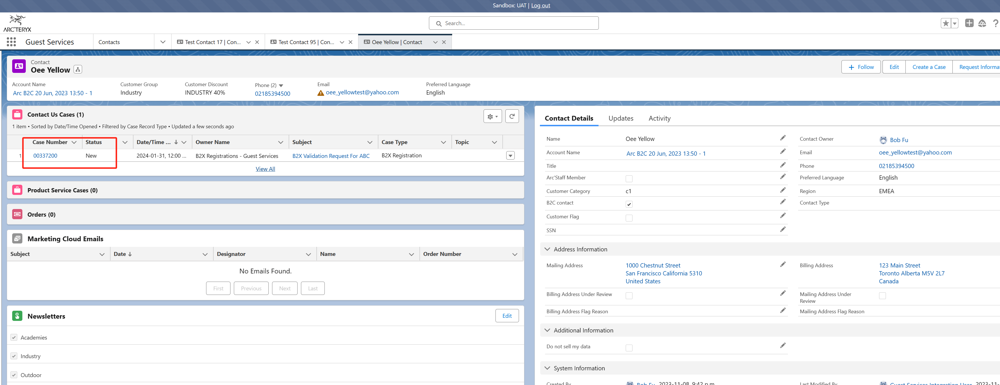 Sandbox: UAT | Log out
ARC'TERYX
Search...
Guest Services
Contacts
Test Contact 17 | Con...
Test Contact 95 | Con...
Oee Yellow | Contact
Contact
Oee Yellow
Follow
Edit
Create a Case
Request Informa
Account Name
Arc B2C 20 Jun, 2023 13:50 - 1
Customer Group
Industry
Customer Discount
INDUSTRY 40%
Phone (2)
02185394500
Email
oee_yellowtest@yahoo.com
Preferred Language
English
Contact Us Cases (1)
1 item • Sorted by Date/Time Opened • Filtered by Case Record Type • Updated a few seconds ago
Case Number Status Date/Time ... Owner Name Subject Case Type Topic
1 00337200 New 2024-01-31, 12:00 ... B2X Registrations - Guest Services B2X Validation Request For ABC B2X Registration
View All
Product Service Cases (0)
Orders (0)
Marketing Cloud Emails
Subject Date Designator Name Order Number
No Emails Found.
First Previous Next Last
Newsletters
Edit
Academies
Industry
Outdoor
Contact Details Updates Activity
Name Oee Yellow
Contact Owner Bob Fu
Account Name Arc B2C 20 Jun, 2023 13:50 - 1
Email oee_yellowtest@yahoo.com
Title
Phone 02185394500
Arc'Staff Member
Preferred Language English
Customer Category c1
Region EMEA
B2C contact
Contact Type
Customer Flag
SSN
Address Information
Mailing Address
1000 Chestnut Street
San Francisco California 5310
United States
Billing Address
123 Main Street
Toronto Alberta M5V 2L7
Canada
Billing Address Under Review
Mailing Address Under
Review
Billing Address Flag Reason
Mailing Address Flag Reason
Additional Information
Do not sell my data
System Information
Created By Bob Fu, 2023-11-08, 9:42 p.m.
Last Modified By Guest Services Integration User, 2023-11-